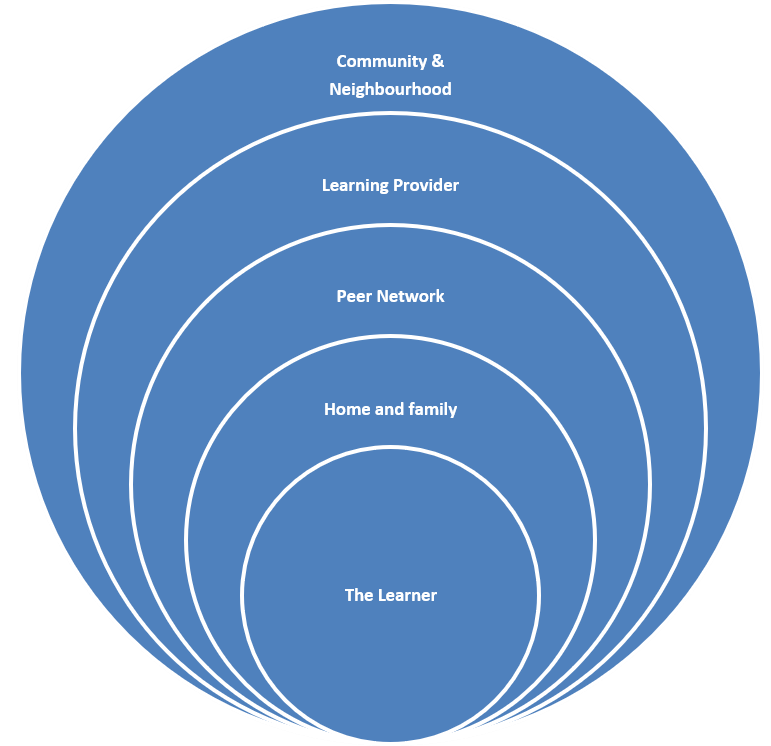 Community &
Neighbourhood
Learning Provider
Peer Network
Home and family
The Learner